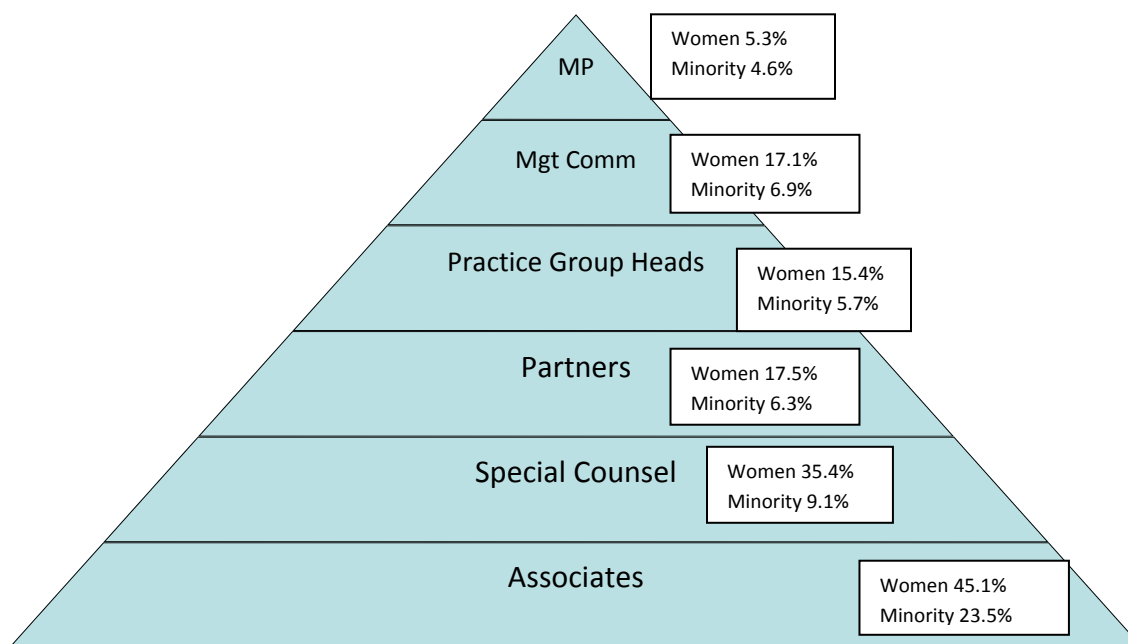 MP
Women 5.3%
Minority 4.6%
Mgt Comm
Women 17.1%
Minority 6.9%
Practice Group Heads
Women 15.4%
Minority 5.7%
Partners
Women 17.5%
Minority 6.3%
Special Counsel
Women 35.4%
Minority 9.1%
Associates
Women 45.1%
Minority 23.5%